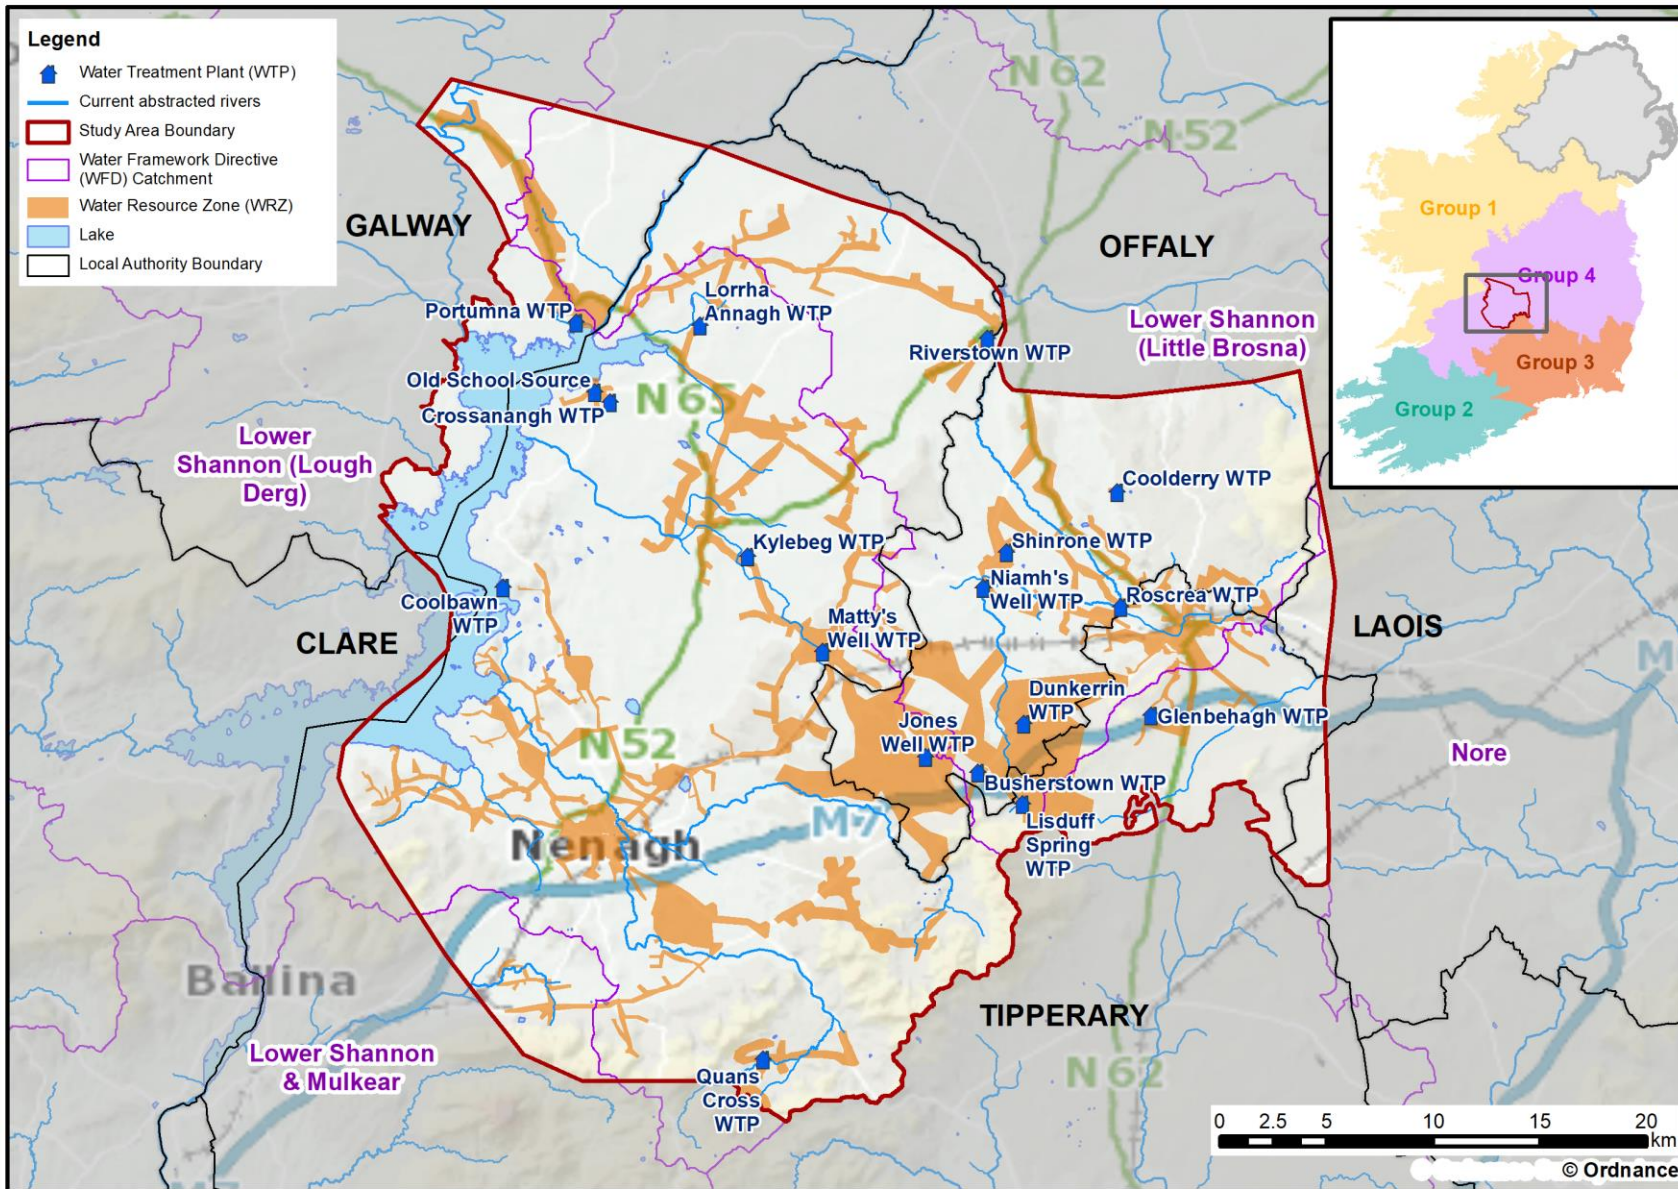 Legend
Water Treatment Plant (WTP)
Current abstracted rivers
Study Area Boundary
Water Framework Directive
(WFD) Catchment
Water Resource Zone (WRZ)
Lake
Local Authority Boundary
N 62
N 52
GALWAY
OFFALY
Group 1
Group 4
Group 3
Group 2
Portumna WTP
Lorrha
Annagh WTP
Riverstown WTP
Lower Shannon
(Little Brosna)
Old School Source
Crossanangh WTP
N 65
Lower
Shannon (Lough
Derg)
Coolderry WTP
Kylebeg WTP
Shinrone WTP
Niamh's
Well WTP
Roscrea WTP
Coolbawn
WTP
Matty's
Well WTP
CLARE
LAOIS
M
Dunkerrin
WTP
Glenbehagh WTP
Jones
Well WTP
N 52
Nore
Busherstown WTP
M7
Nenagh
Lisduff
Spring
WTP
Ballina
TIPPERARY
Lower Shannon
& Mulkear
Quans
Cross
WTP
N 62
0 2.5 5 10 15 20
km
M7
© Ordnance